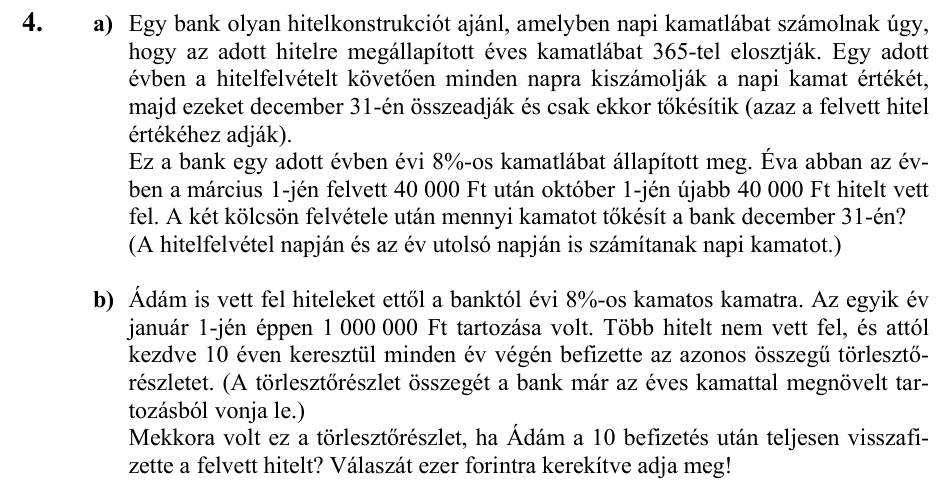 4. a) Egy bank olyan hitelkonstrukciót ajánl, amelyben napi kamatlábat számolnak úgy,
hogy az adott hitelre megállapított éves kamatlábat 365-tel elosztják. Egy adott
évben a hitelfelvételt követően minden napra kiszámolják a napi kamat értékét,
majd ezeket december 31-én összeadják és csak ekkor tőkésítik (azaz a felvett hitel
értékéhez adják).
Ez a bank egy adott évben évi 8%-os kamatlábat állapított meg. Éva abban az év-
ben a március 1-jén felvett 40 000 Ft után október 1-jén újabb 40 000 Ft hitelt vett
fel. A két kölcsön felvétele után mennyi kamatot tőkésít a bank december 31-én?
(A hitelfelvétel napján és az év utolsó napján is számítanak napi kamatot.)
b) Ádám is vett fel hiteleket ettől a banktól évi 8%-os kamatos kamatra. Az egyik év
január 1-jén éppen 1 000 000 Ft tartozása volt. Több hitelt nem vett fel, és attól
kezdve 10 éven keresztül minden év végén befizette az azonos összegű törlesztő-
részletet. (A törlesztőrészlet összegét a bank már az éves kamattal megnövelt tar-
tozásból vonja le.)
Mekkora volt ez a törlesztőrészlet, ha Ádám a 10 befizetés után teljesen visszafi-
zette a felvett hitelt? Válaszát ezer forintra kerekítve adja meg!